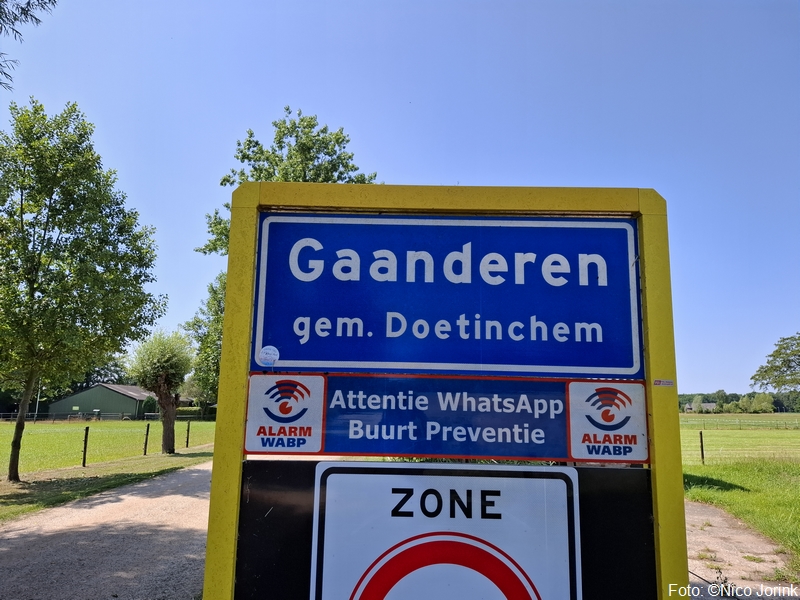 Gaanderen
gem. Doetinchem
Attentie WhatsApp
Buurt Preventie
ALARM
WABP
ALARM
WABP
ZONE
Foto: ©Nico Jorink